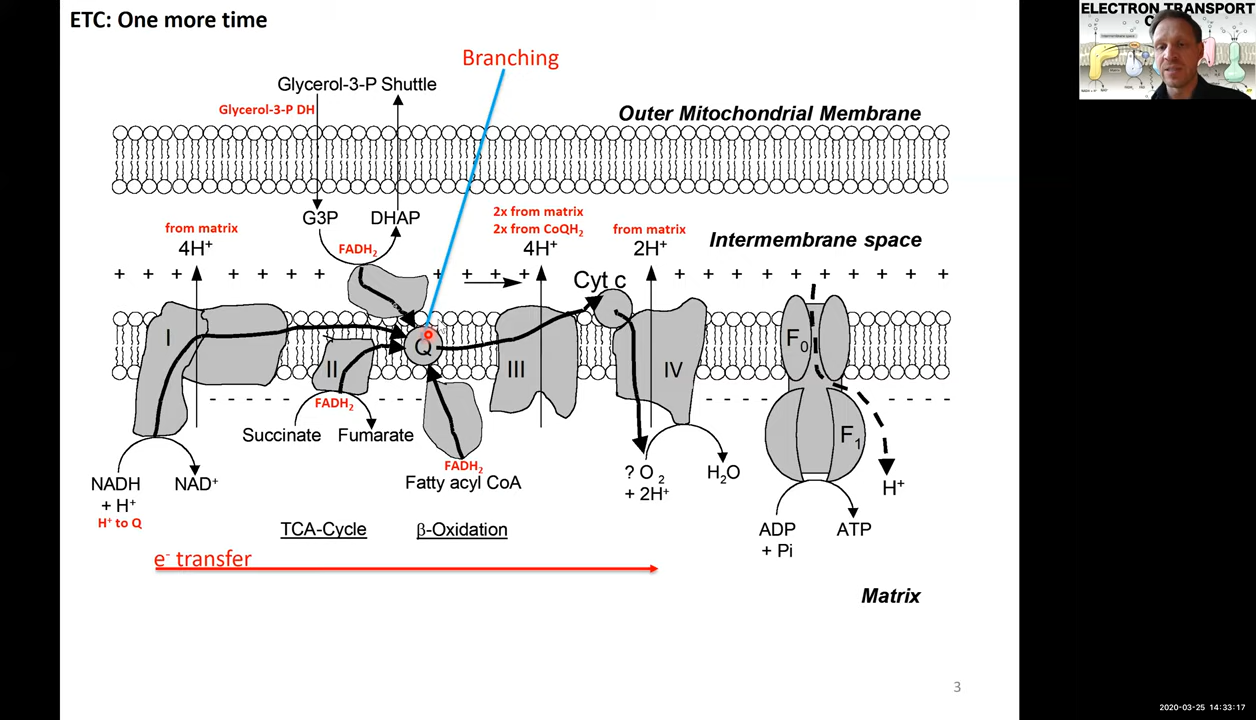 ETC: One more time
ELECTRON TRANSPORT
Branching
Glycerol-3-P Shuttle
Glycerol-3-P DH
Outer Mitochondrial Membrane
G3P
DHAP
from matrix
4H⁺
FADH₂
2x from matrix
2x from CoQH₂
4H⁺
from matrix
2H⁺
Intermembrane space
+ + + + + + + + + + + + + + + + + + + + +
Cyt c
I
II
Q
III
IV
F₀
F₁
- - - - - -
FADH₂
Succinate
Fumarate
FADH₂
Fatty acyl CoA
NADH
+ H⁺
H⁺ to Q
NAD⁺
? O₂
+ 2H⁺
H₂O
H⁺
ADP
+ Pi
ATP
TCA-Cycle
β-Oxidation
e⁻ transfer
Matrix
3
2020-03-25 14:33:17